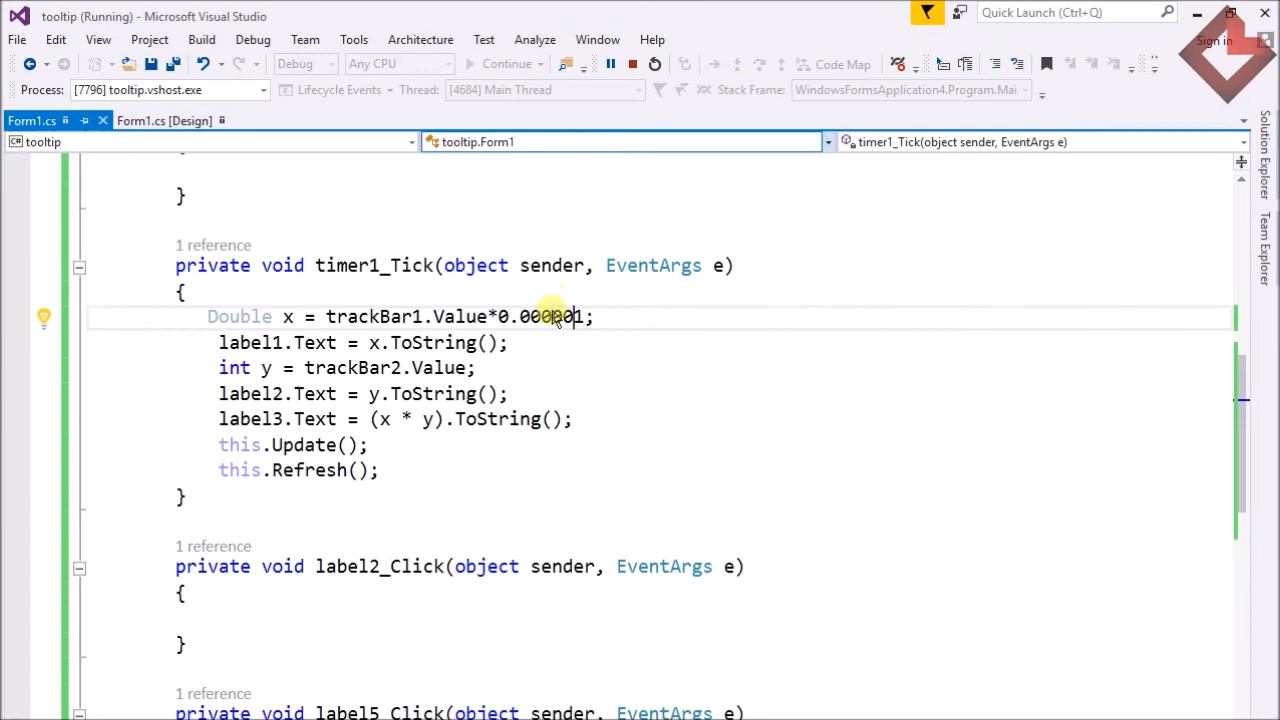 tooltip (Running) - Microsoft Visual Studio
Quick Launch (Ctrl+Q)
File Edit View Project Build Debug Team Tools Architecture Test Analyze Window Help
Sign in
Debug Any CPU Continue Code Map
Process: [7796] tooltip.vshost.exe Lifecycle Events Thread: [4684] Main Thread Stack Frame: WindowsFormsApplication4.Program.Mai
Form1.cs Form1.cs [Design]
tooltip tooltip.Form1 timer1_Tick(object sender, EventArgs e)
Solution Explorer
Team Explorer
}
1 reference
private void timer1_Tick(object sender, EventArgs e)
{
Double x = trackBar1.Value*0.000001;
label1.Text = x.ToString();
int y = trackBar2.Value;
label2.Text = y.ToString();
label3.Text = (x * y).ToString();
this.Update();
this.Refresh();
}
1 reference
private void label2_Click(object sender, EventArgs e)
{
}
1 reference
private void label5_Click(object sender, EventArgs e)